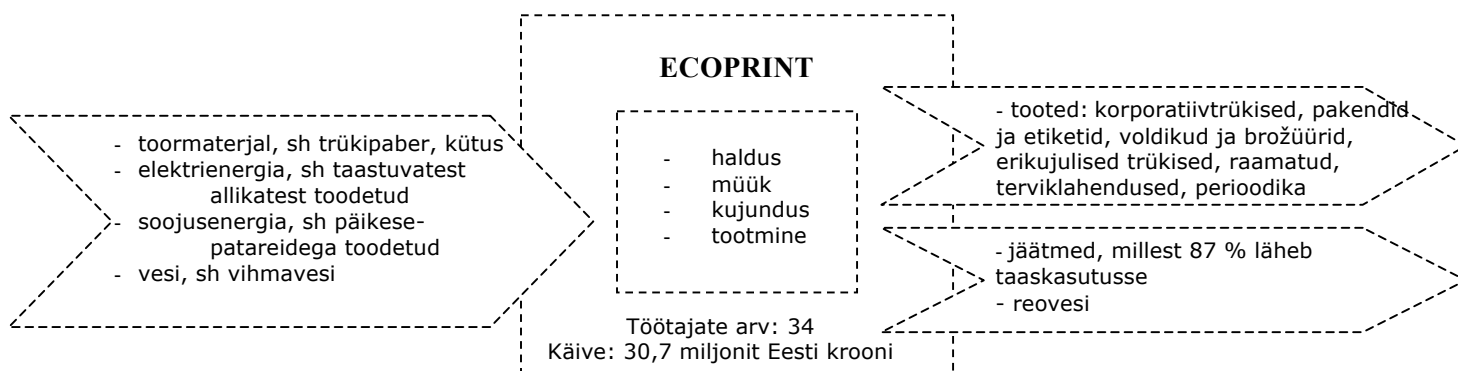 ECOPRINT
- toormaterjal, sh trükipaber, kütus
- elektrienergia, sh taastuvatest
allikatest toodetud
- soojusenergia, sh päikese-
patareidega toodetud
- vesi, sh vihmavesi
- haldus
- müük
- kujundus
- tootmine
Töötajate arv: 34
Käive: 30,7 miljonit Eesti krooni
- tooted: korporatiivtrükised, pakendid
ja etiketid, voldikud ja brožüürid,
erikujulised trükised, raamatud,
terviklahendused, perioodika
- jäätmed, millest 87 % läheb
taaskasutusse
- reovesi